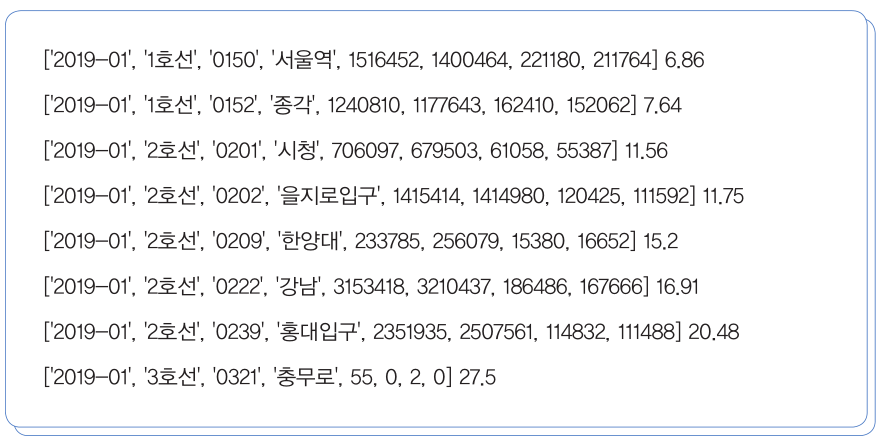 ['2019-01', '1호선', '0150', '서울역', 1516452, 1400464, 221180, 211764] 6.86
['2019-01', '1호선', '0152', '종각', 1240810, 1177643, 162410, 152062] 7.64
['2019-01', '2호선', '0201', '시청', 706097, 679503, 61058, 55387] 11.56
['2019-01', '2호선', '0202', '을지로입구', 1415414, 1414980, 120425, 111592] 11.75
['2019-01', '2호선', '0209', '한양대', 233785, 256079, 15380, 16652] 15.2
['2019-01', '2호선', '0222', '강남', 3153418, 3210437, 186486, 167666] 16.91
['2019-01', '2호선', '0239', '홍대입구', 2351935, 2507561, 114832, 111488] 20.48
['2019-01', '3호선', '0321', '충무로', 55, 0, 2, 0] 27.5